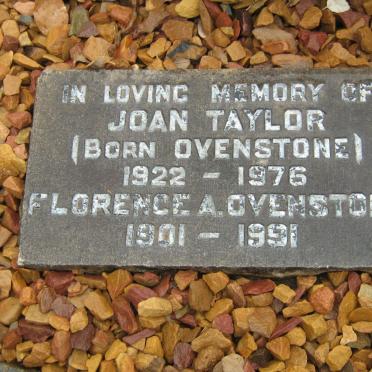 IN LOVING MEMORY OF
JOAN TAYLOR
(BORN OVENSTONE)
1922 - 1976
FLORENCE A. OVENSTO
1901 - 1991